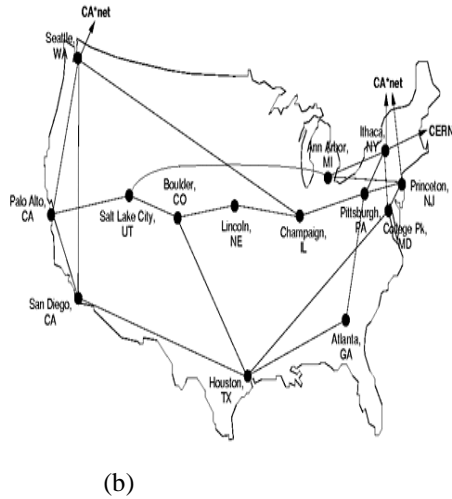 CA*net
Seattle,
WA
CA*net
Ithaca,
NY
CERN
Ann Arbor,
MI
Boulder,
CO
Princeton,
NJ
Palo Alto,
CA
Salt Lake City,
UT
Lincoln,
NE
Champaign,
IL
Pittsburgh,
PA
College Pk,
MD
San Diego,
CA
Atlanta,
GA
Houston,
TX
(b)